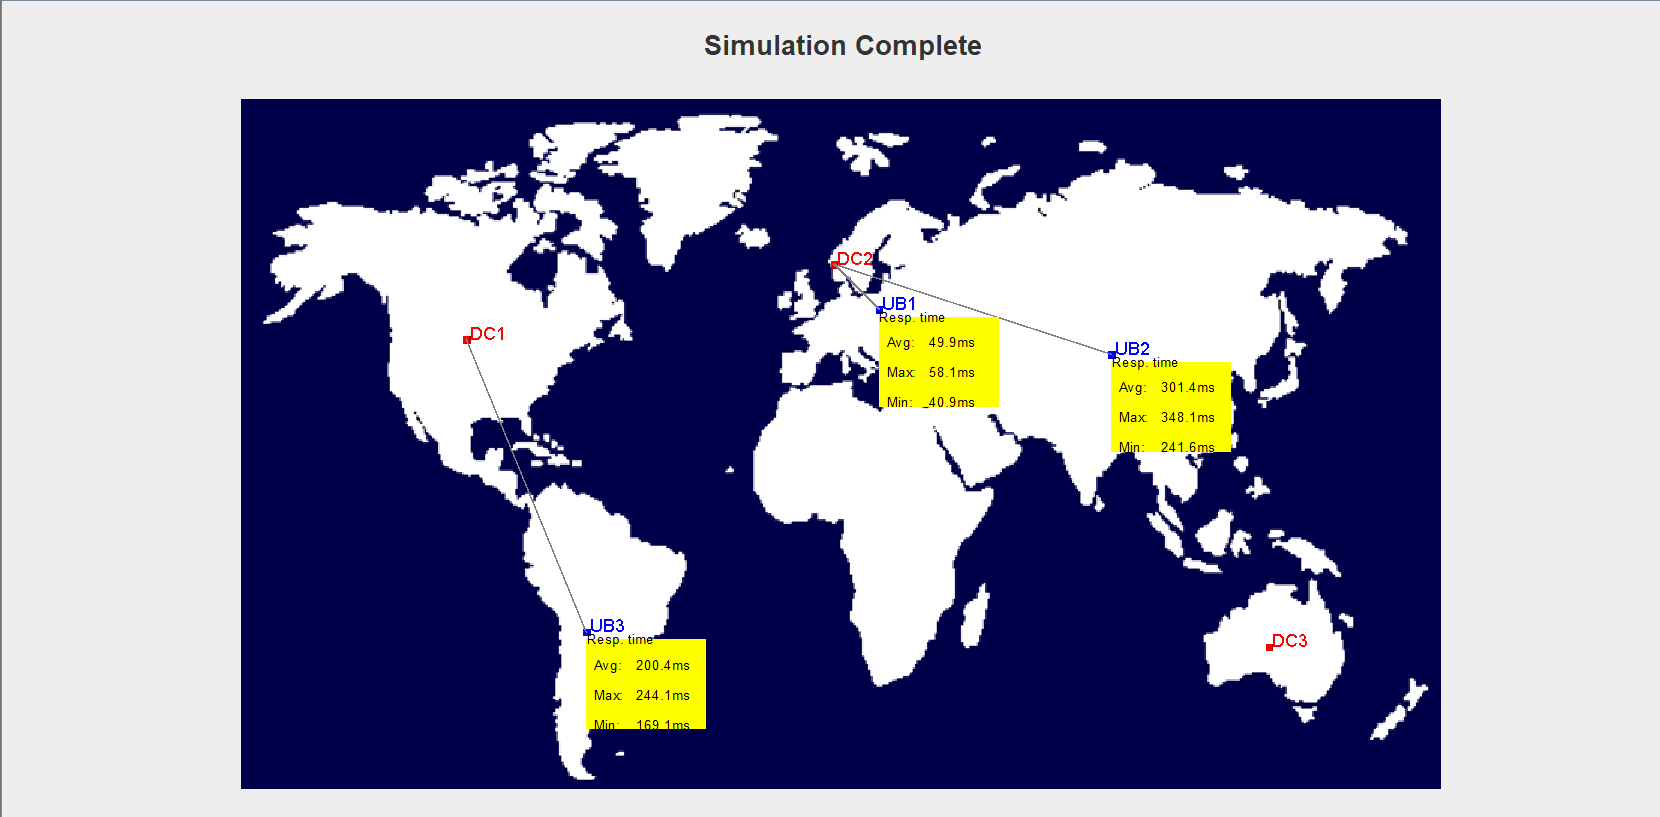 Simulation Complete
DC2
UB1
Resp. time
Avg: 49.9ms
Max: 58.1ms
Min: 40.9ms
DC1
UB2
Resp. time
Avg: 301.4ms
Max: 348.1ms
Min: 241.6ms
UB3
Resp. time
Avg: 200.4ms
Max: 244.1ms
Min: 169.1ms
DC3